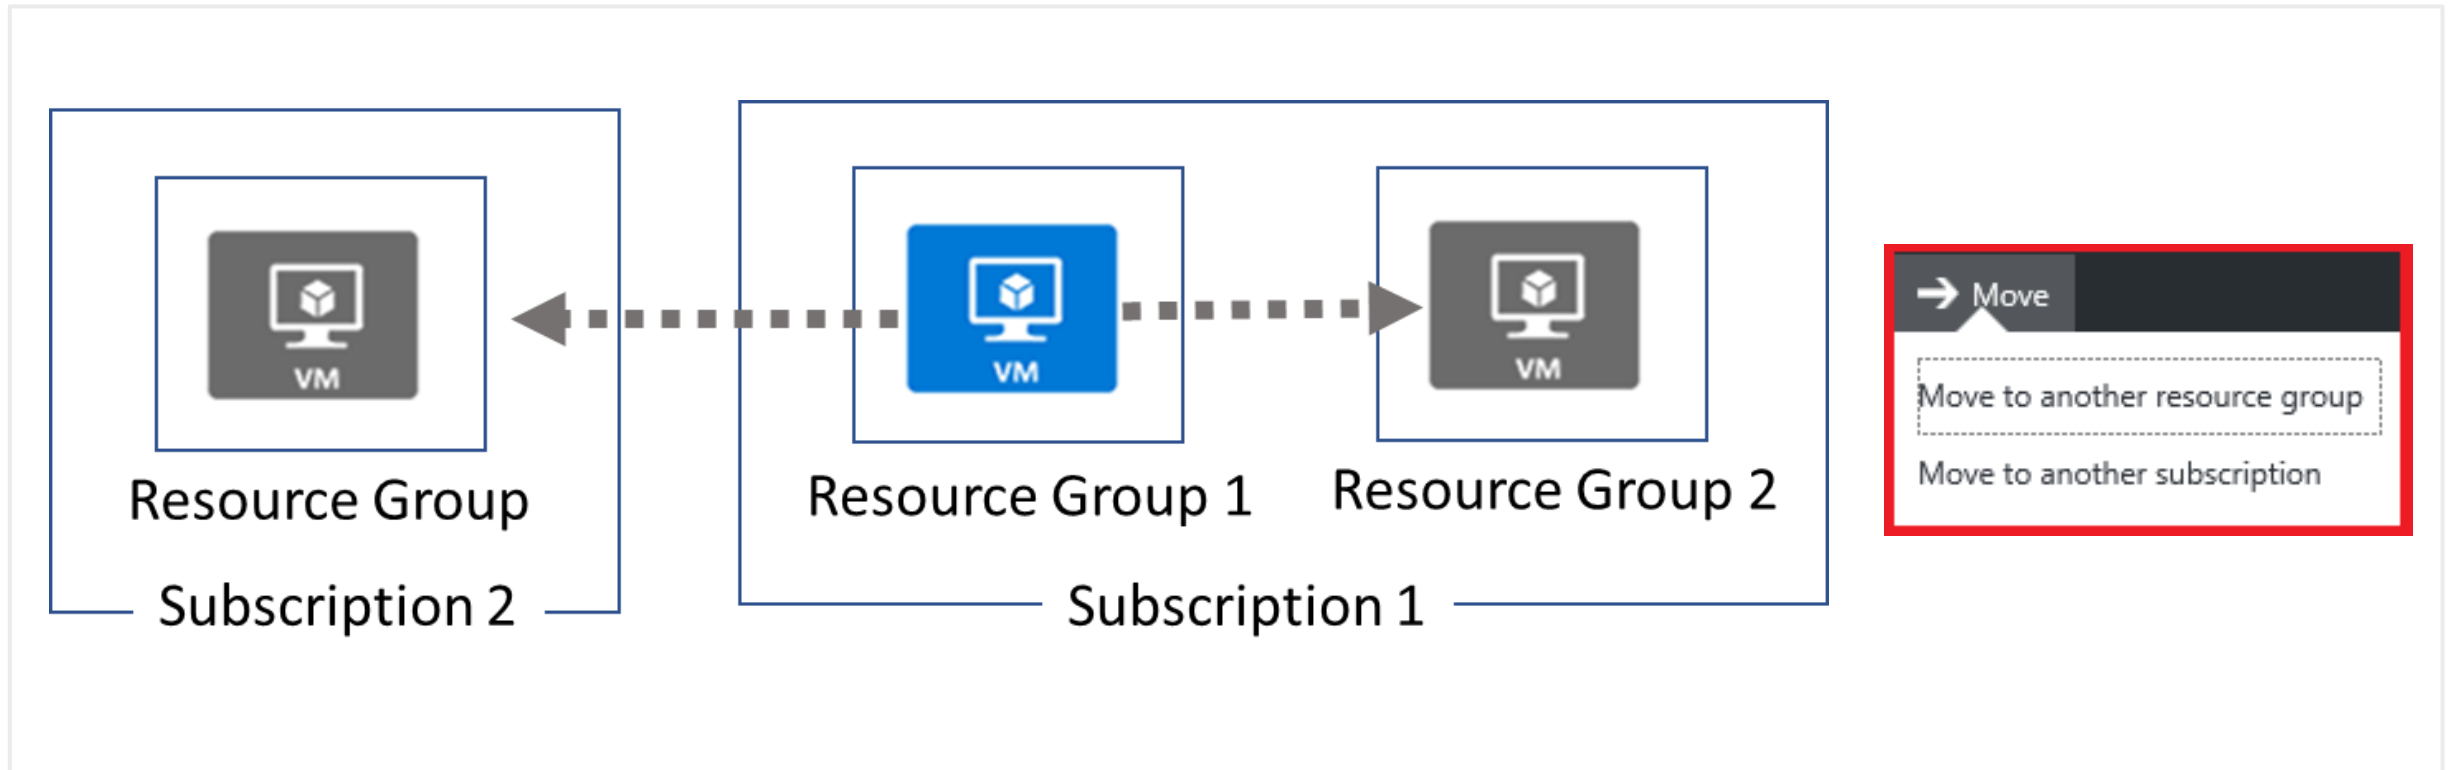 VM
Resource Group
Subscription 2
VM
Resource Group 1
VM
Resource Group 2
Subscription 1
Move
Move to another resource group
Move to another subscription